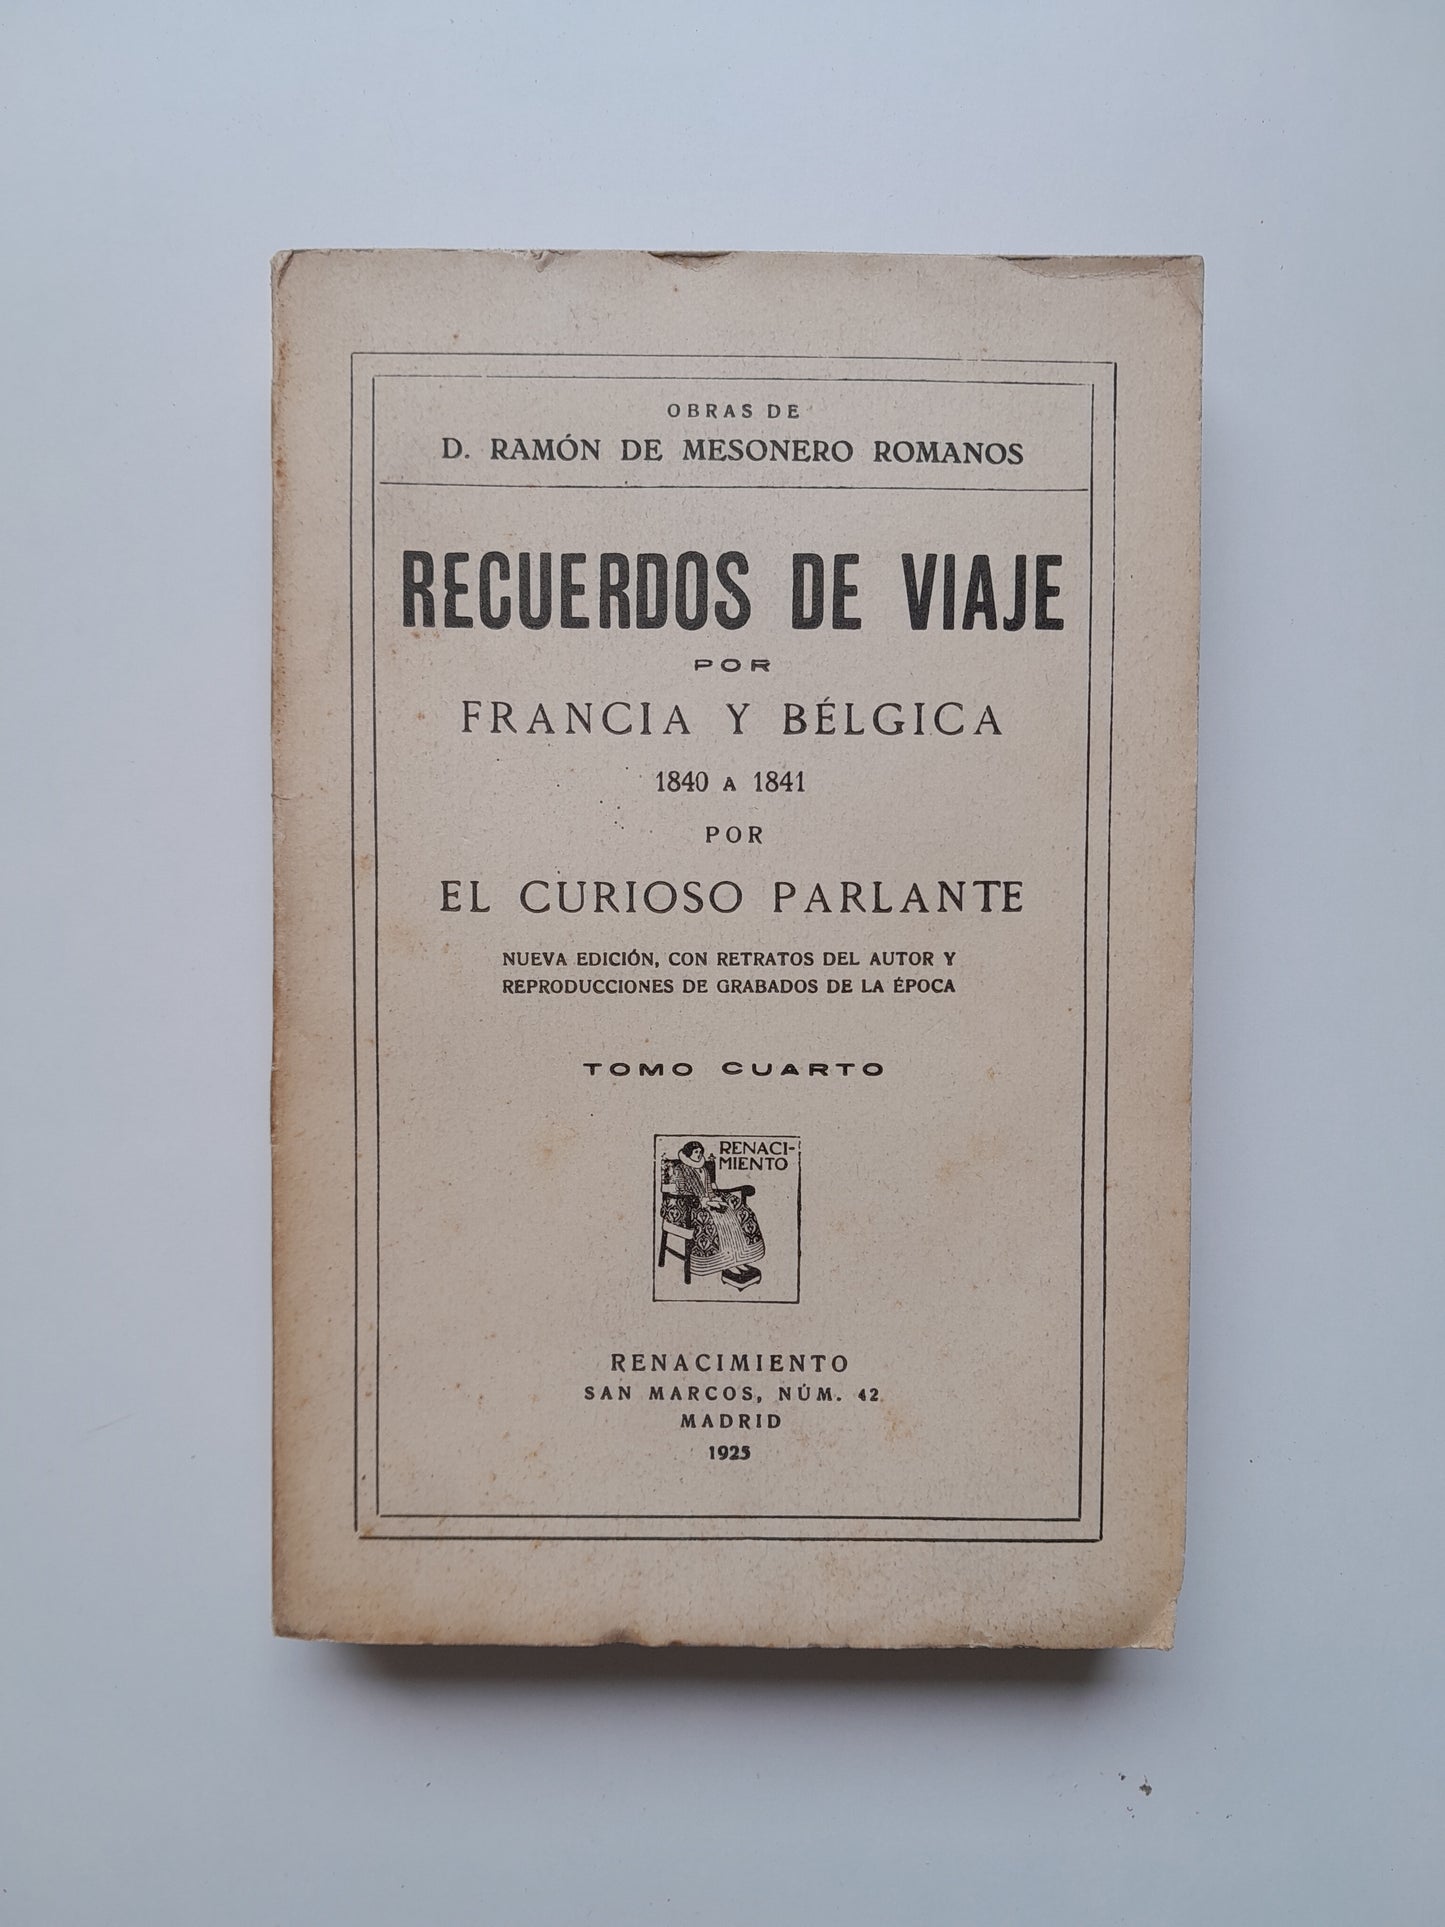 OBRAS DE
D. RAMÓN DE MESONERO ROMANOS
RECUERDOS DE VIAJE
POR
FRANCIA Y BÉLGICA
1840 A 1841
POR
EL CURIOSO PARLANTE
NUEVA EDICIÓN, CON RETRATOS DEL AUTOR Y
REPRODUCCIONES DE GRABADOS DE LA ÉPOCA
TOMO CUARTO
RENACI-
MIENTO
RENACIMIENTO
SAN MARCOS, NÚM. 42
MADRID
1925